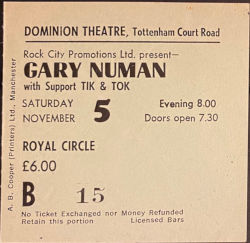 DOMINION THEATRE, Tottenham Court Road
Rock City Promotions Ltd. present—
GARY NUMAN
with Support TIK & TOK
SATURDAY
NOVEMBER
5
Evening 8.00
Doors open 7.30
ROYAL CIRCLE
£6.00
B 15
No Ticket Exchanged nor Money Refunded
Retain this portion Licensed Bars
A. B. Cooper (Printers) Ltd., Manchester